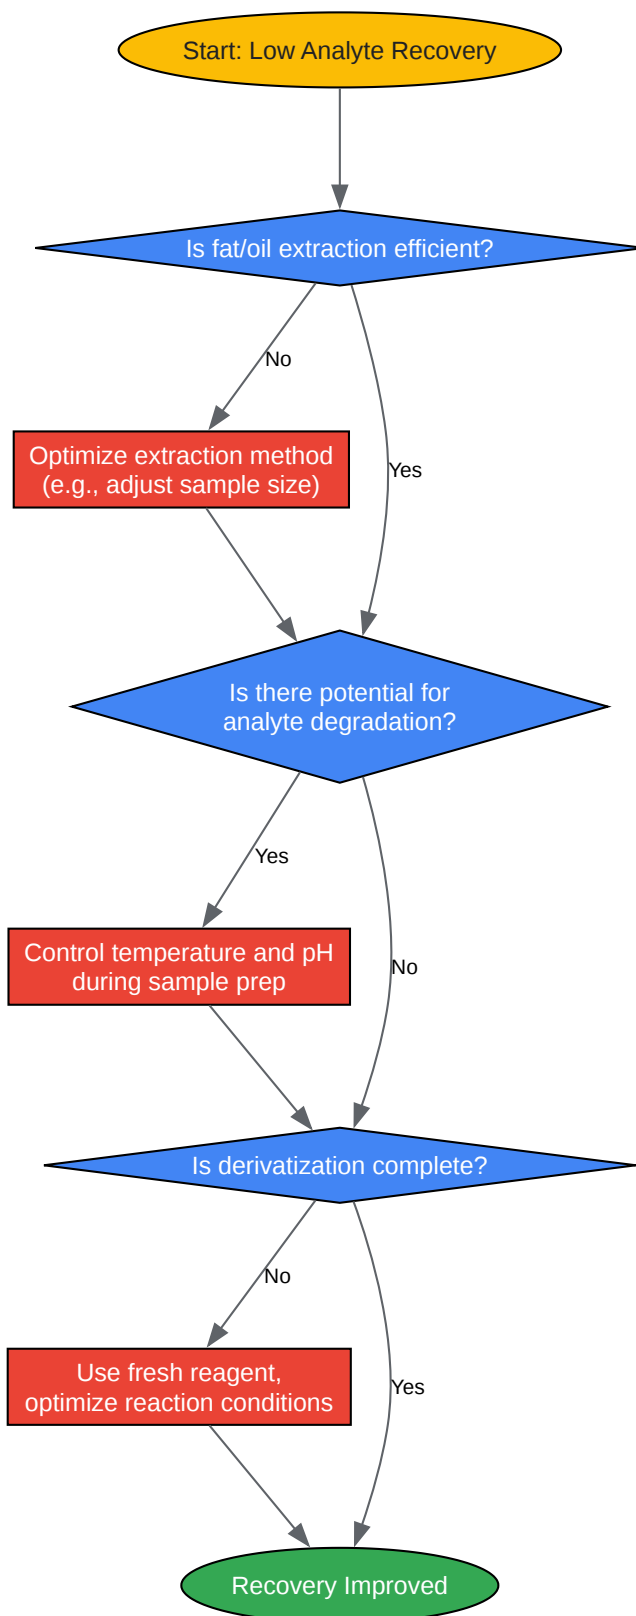 Start: Low Analyte Recovery
Is fat/oil extraction efficient?
No
Optimize extraction method
(e.g., adjust sample size)
Yes
Is there potential for
analyte degradation?
Yes
Control temperature and pH
during sample prep
No
Is derivatization complete?
No
Use fresh reagent,
optimize reaction conditions
Yes
Recovery Improved